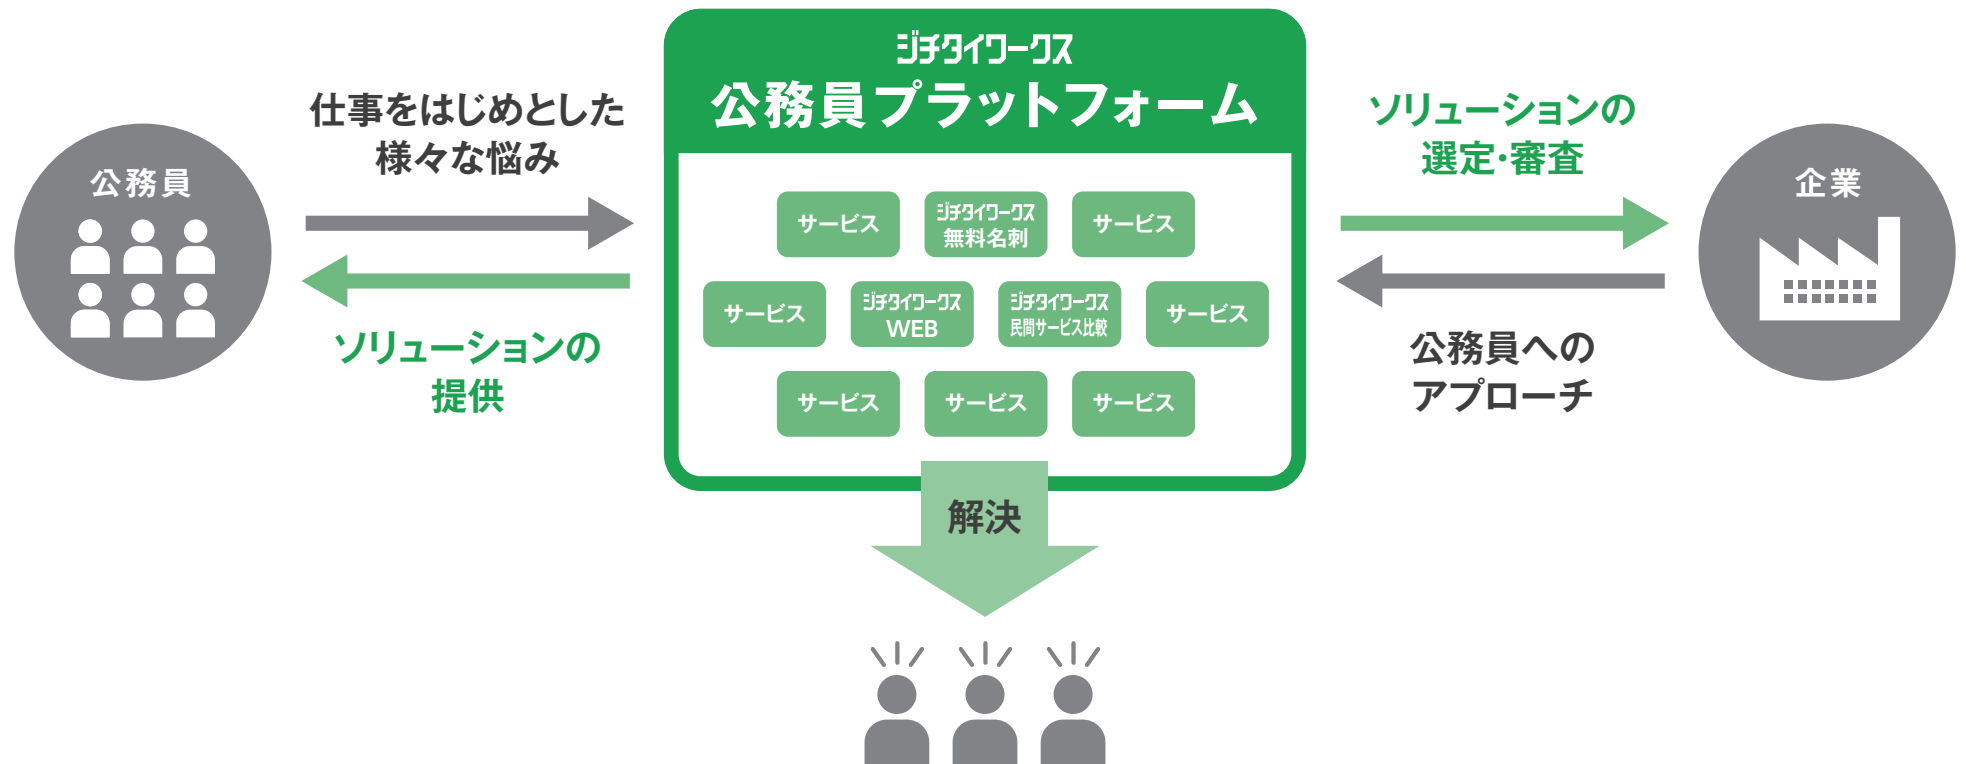 公務員
仕事をはじめとした
様々な悩み
ソリューションの
提供
ジチタイワークス
公務員プラットフォーム
サービス
ジチタイワークス
無料名刺
サービス
サービス
ジチタイワークス
WEB
ジチタイワークス
民間サービス比較
サービス
サービス
サービス
サービス
解決
ソリューションの
選定・審査
公務員への
アプローチ
企業